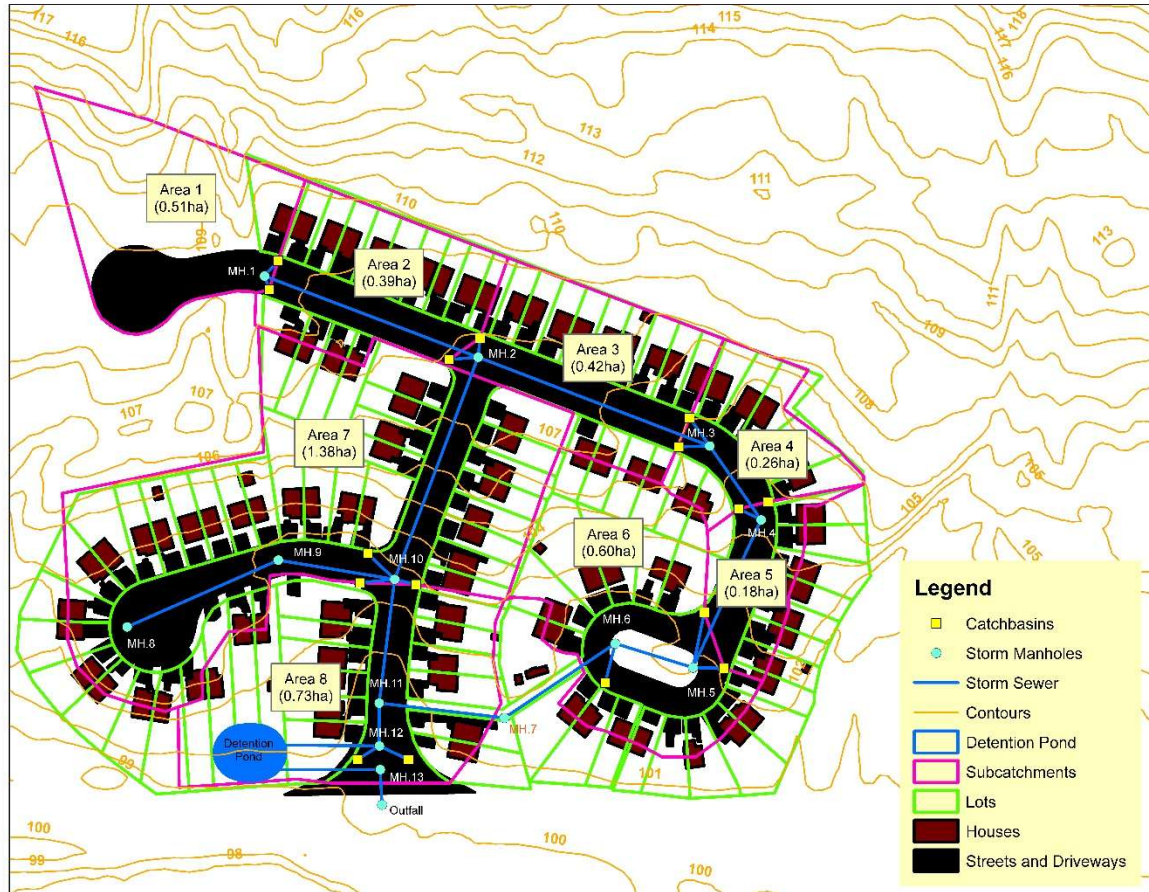 117
116
116
115
114
118
117
116
113
112
111
110
110
113
111
109
109
108
107
107
107
106
105
105
105
104
101
100
100
100
99
99
98
Area 1
(0.51ha)
Area 2
(0.39ha)
Area 3
(0.42ha)
Area 4
(0.26ha)
Area 7
(1.38ha)
Area 6
(0.60ha)
Area 5
(0.18ha)
Area 8
(0.73ha)
MH.1
MH.2
MH.3
MH.4
MH.9
MH.10
MH.6
MH.8
MH.5
MH.11
MH.7
MH.12
MH.13
Detention
Pond
Outfall
Legend
Catchbasins
Storm Manholes
Storm Sewer
Contours
Detention Pond
Subcatchments
Lots
Houses
Streets and Driveways